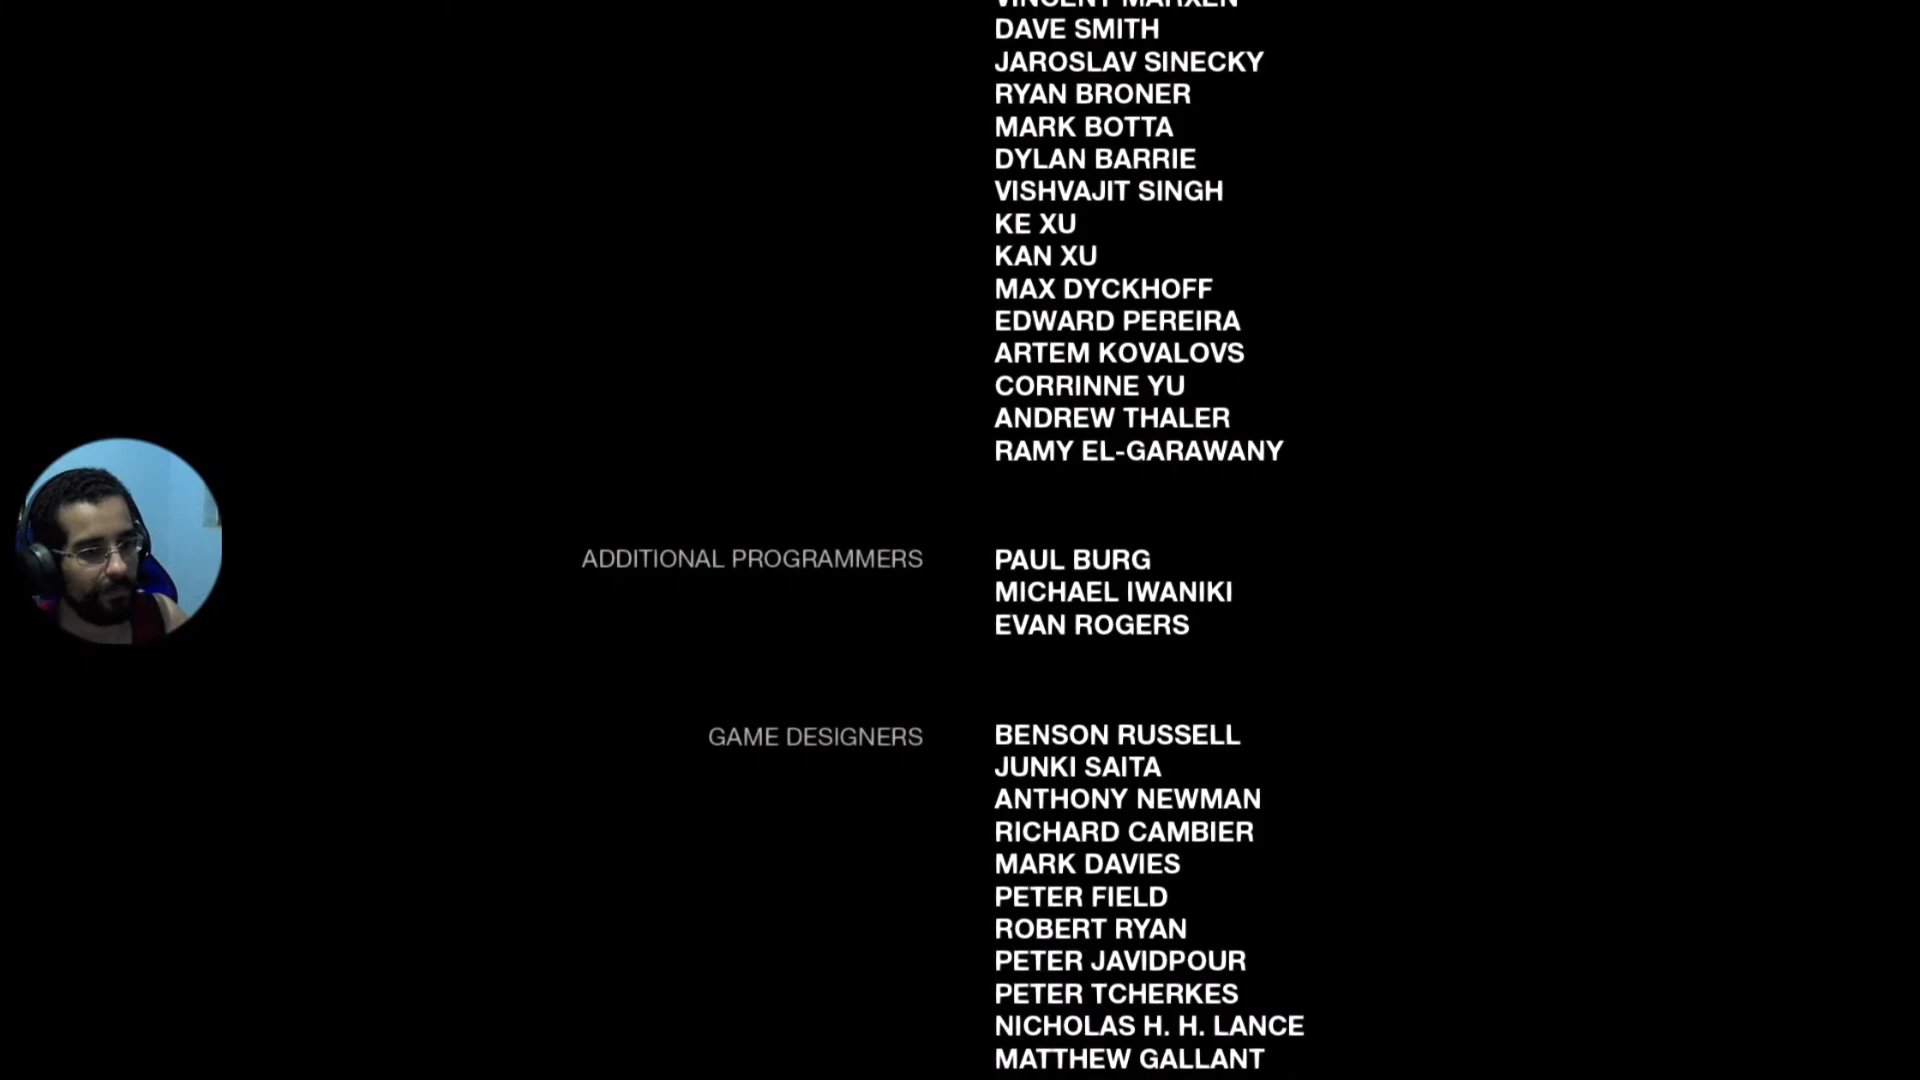 VINCENT MARXEN
DAVE SMITH
JAROSLAV SINECKY
RYAN BRONER
MARK BOTTA
DYLAN BARRIE
VISHVAJIT SINGH
KE XU
KAN XU
MAX DYCKHOFF
EDWARD PEREIRA
ARTEM KOVALOVS
CORRINNE YU
ANDREW THALER
RAMY EL-GARAWANY
ADDITIONAL PROGRAMMERS
PAUL BURG
MICHAEL IWANIKI
EVAN ROGERS
GAME DESIGNERS
BENSON RUSSELL
JUNKI SAITA
ANTHONY NEWMAN
RICHARD CAMBIER
MARK DAVIES
PETER FIELD
ROBERT RYAN
PETER JAVIDPOUR
PETER TCHERKES
NICHOLAS H. H. LANCE
MATTHEW GALLANT